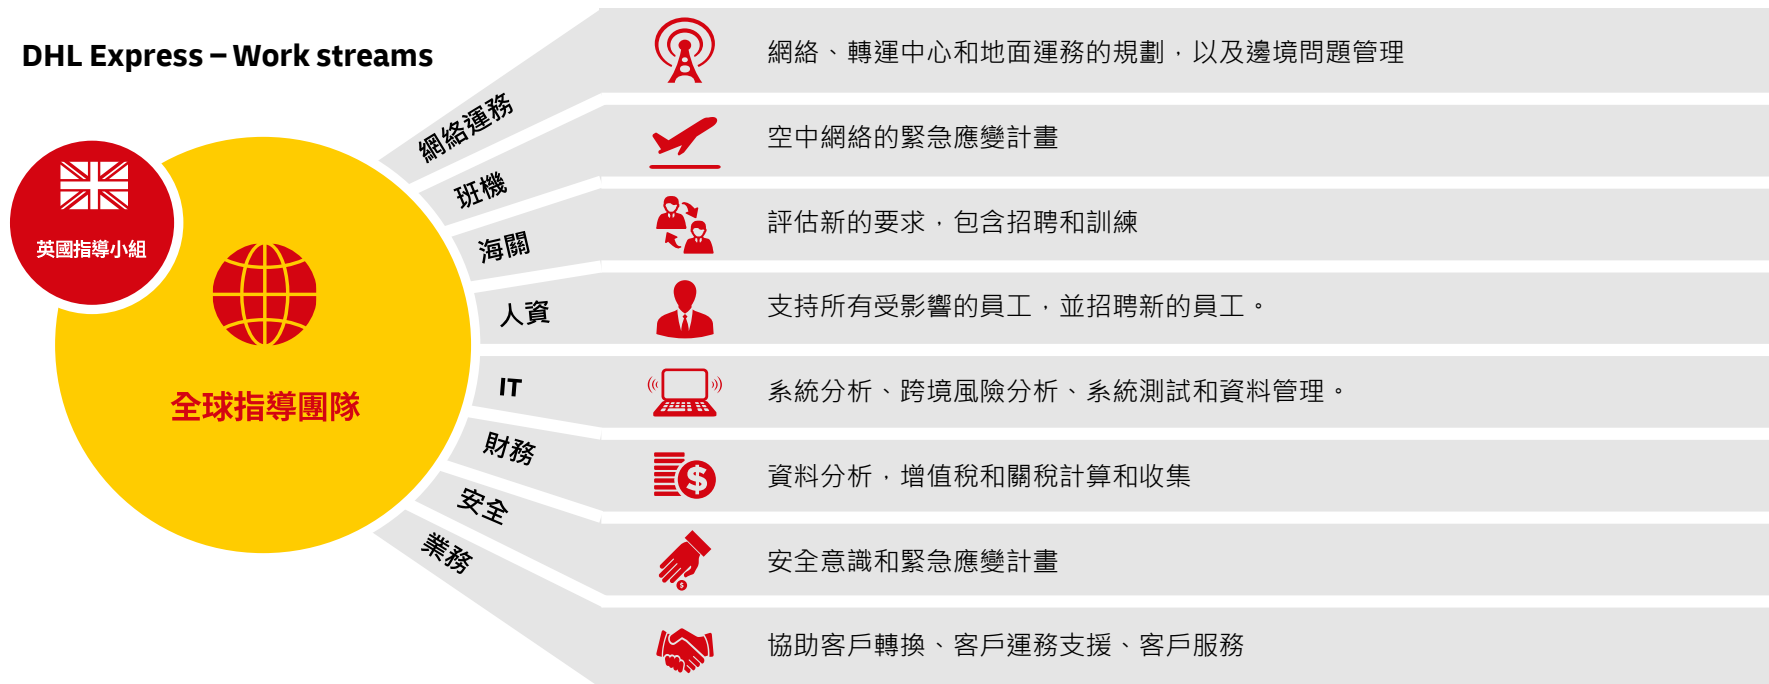 DHL Express – Work streams
英國指導小組
全球指導團隊
網絡運務
網絡、轉運中心和地面運務的規劃，以及邊境問題管理
班機
空中網絡的緊急應變計畫
海關
評估新的要求，包含招聘和訓練
人資
支持所有受影響的員工，並招聘新的員工。
IT
系統分析、跨境風險分析、系統測試和資料管理。
財務
資料分析，增值稅和關稅計算和收集
安全
安全意識和緊急應變計畫
業務
協助客戶轉換、客戶運務支援、客戶服務